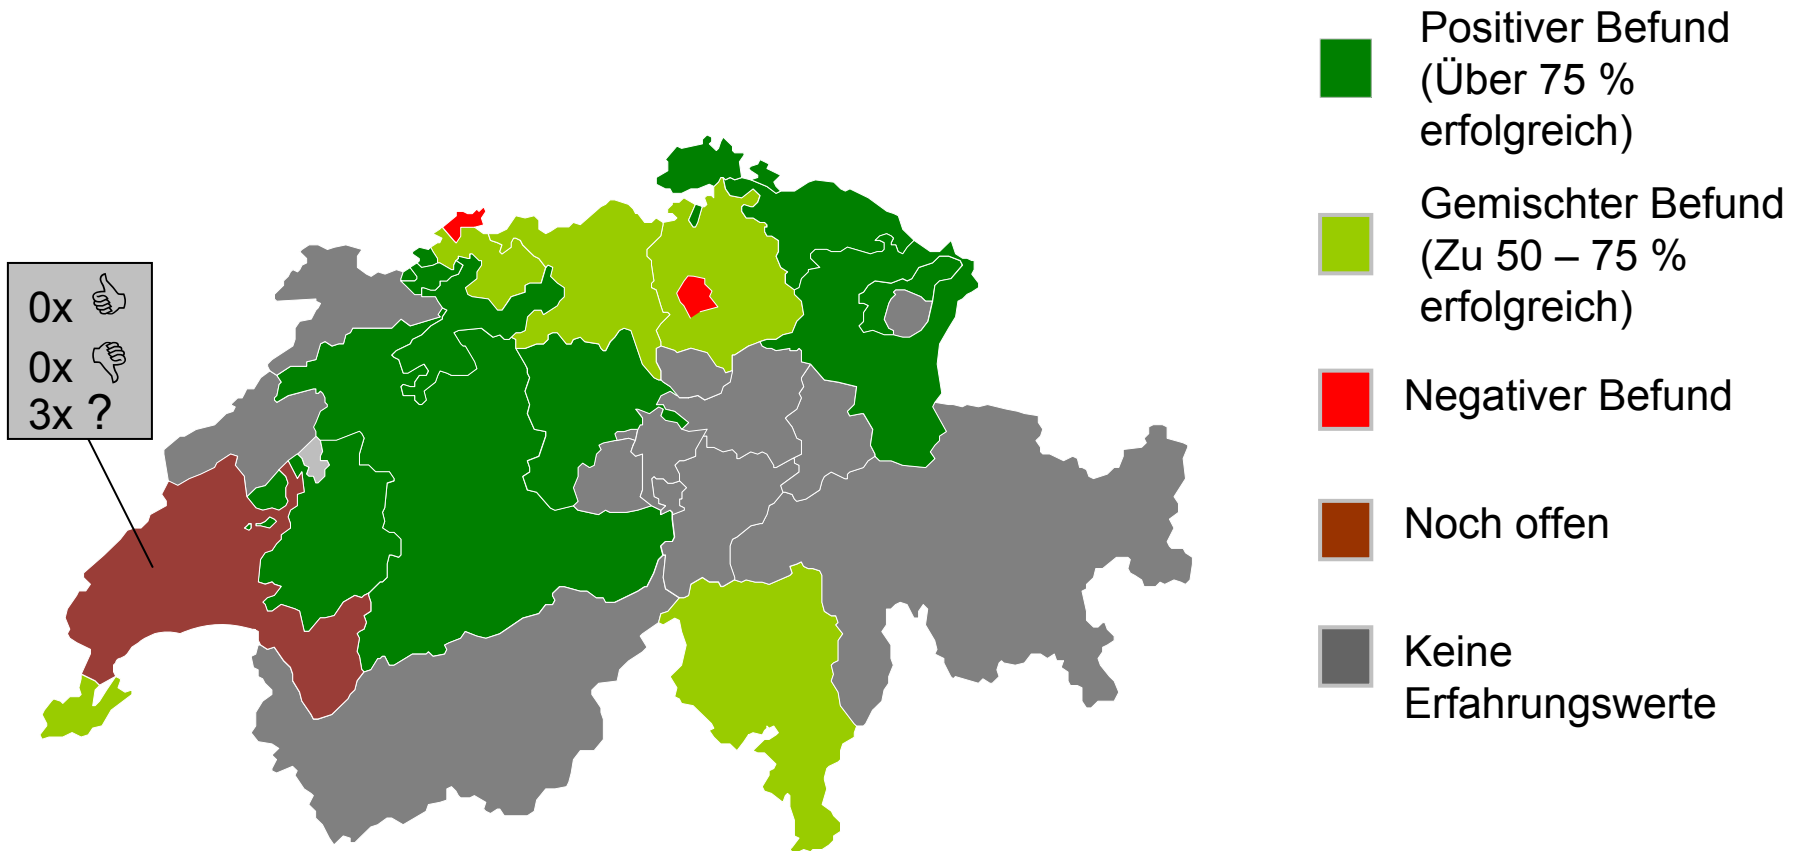 0x 👍
0x 👎
3x ?
Positiver Befund
(Über 75 %
erfolgreich)
Gemischter Befund
(Zu 50 – 75 %
erfolgreich)
Negativer Befund
Noch offen
Keine
Erfahrungswerte